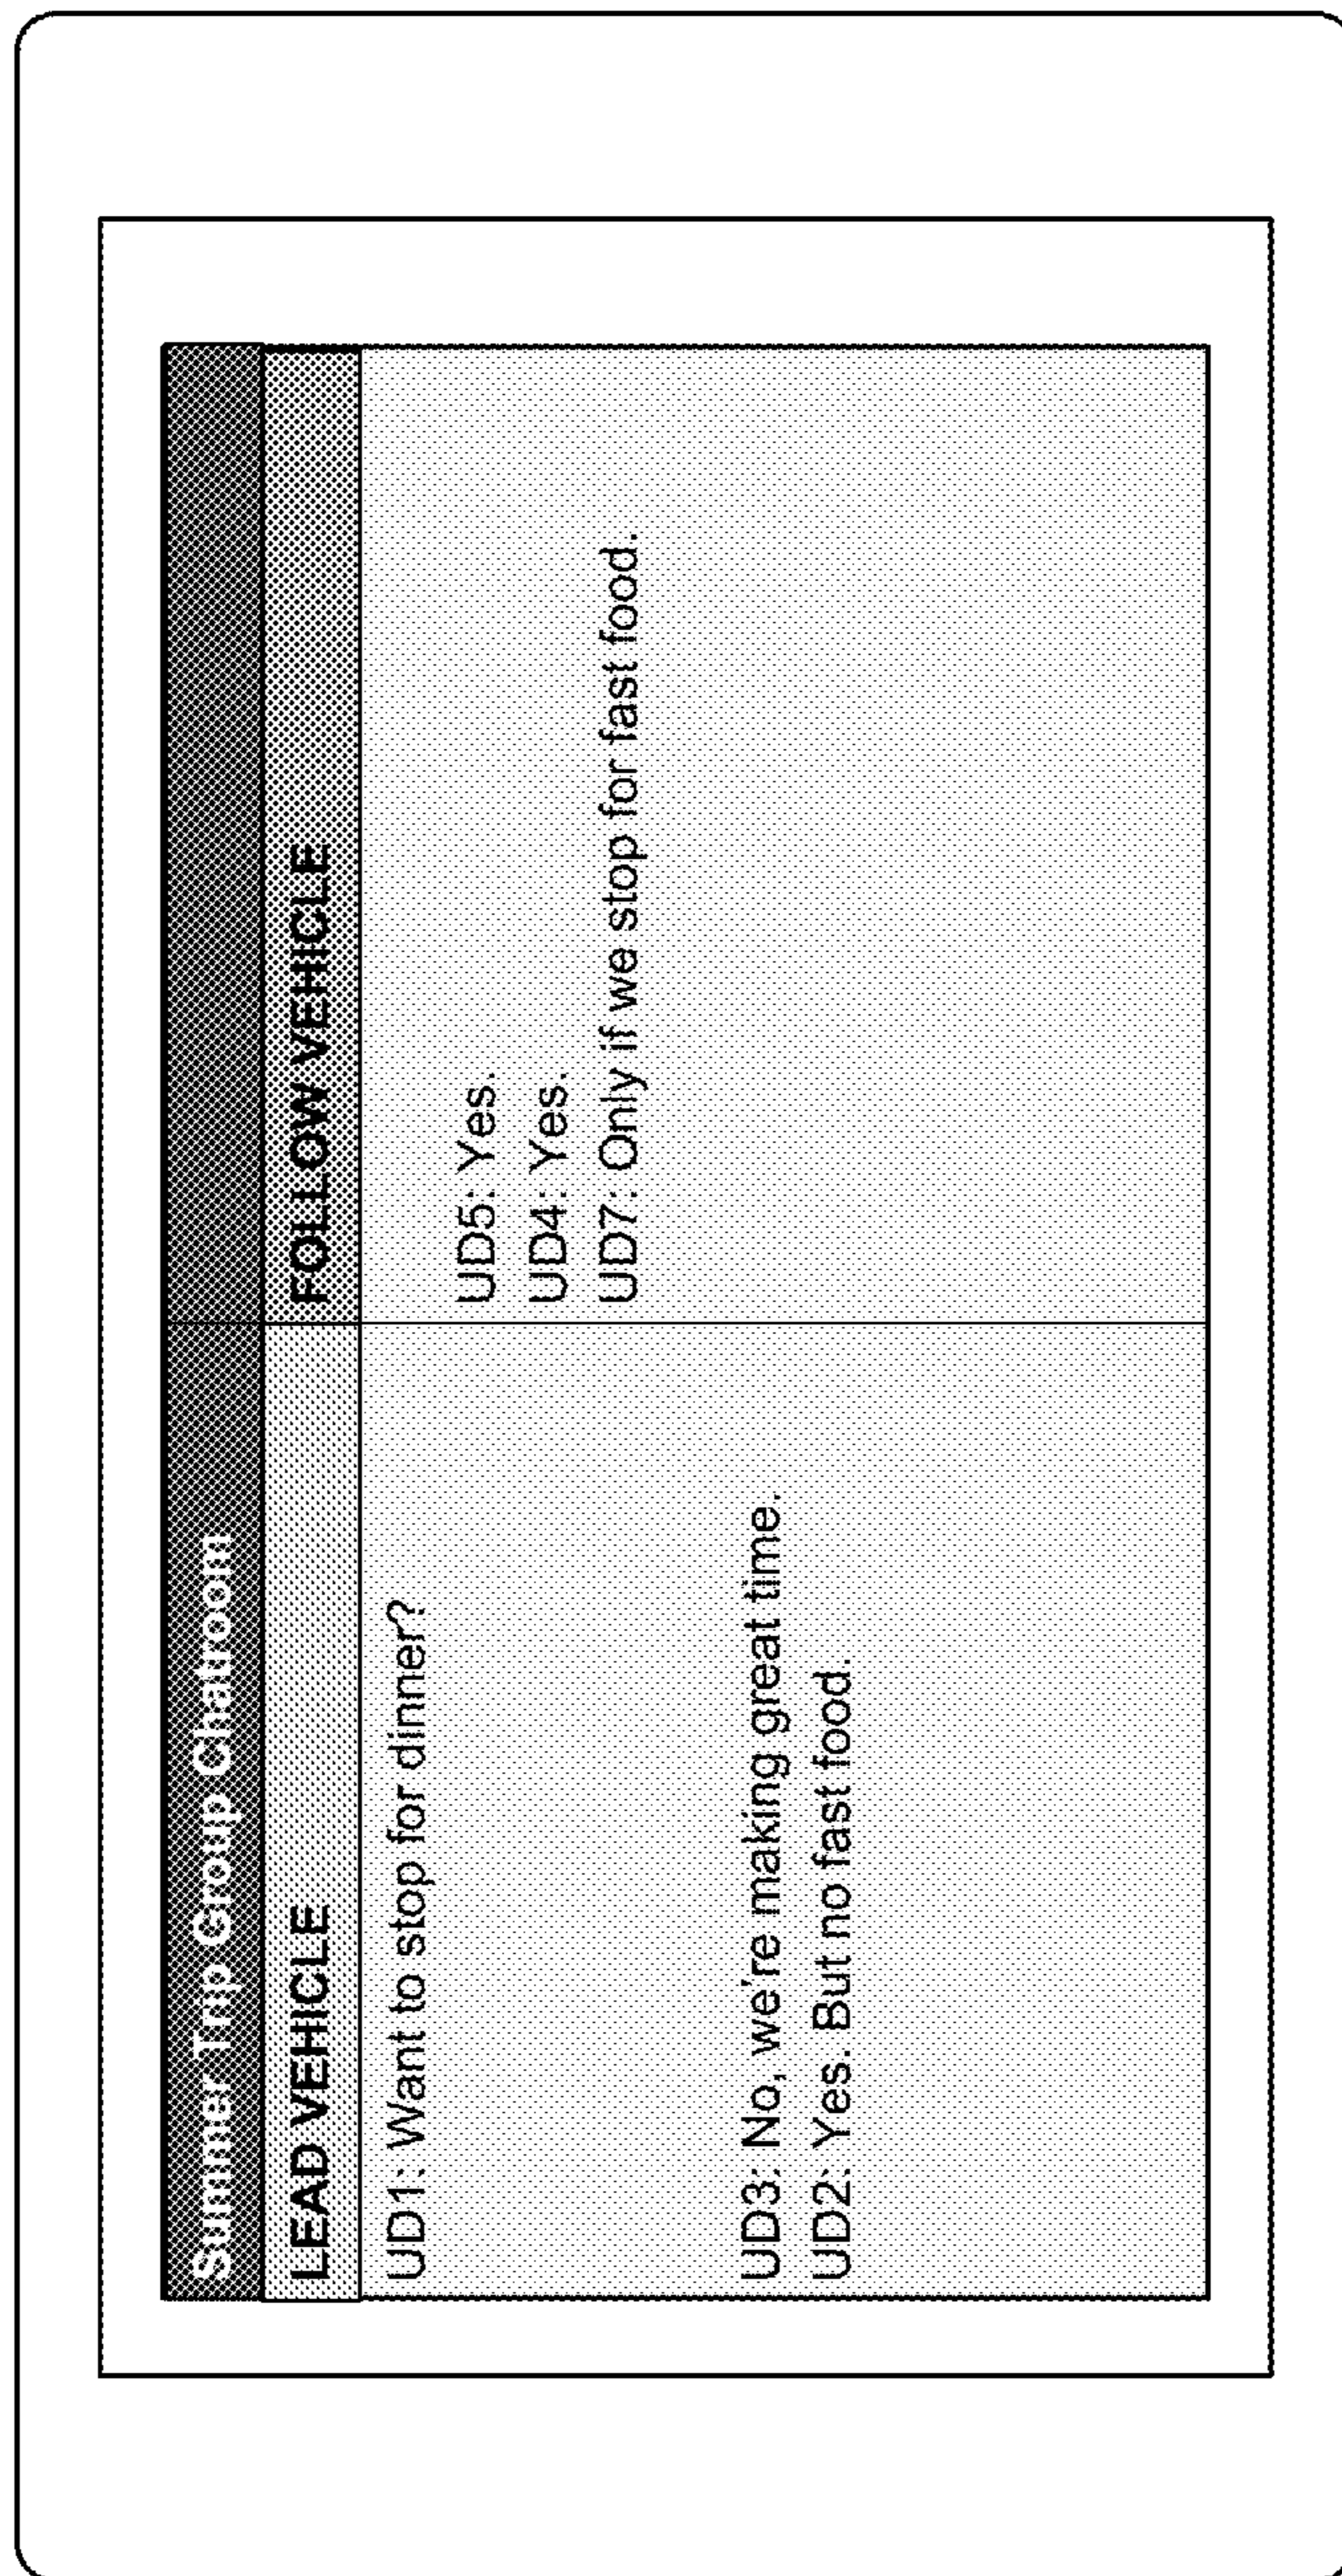 Summer Trip Group Chatroom
LEAD VEHICLE
FOLLOW VEHICLE
UD1: Want to stop for dinner?
UD5: Yes.
UD4: Yes.
UD7: Only if we stop for fast food.
UD3: No, we're making great time.
UD2: Yes. But no fast food.